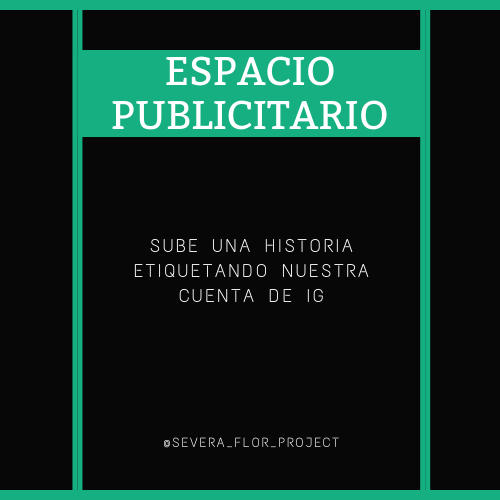 ESPACIO
PUBLICITARIO
SUBE UNA HISTORIA
ETIQUETANDO NUESTRA
CUENTA DE IG
@SEVERA_FLOR_PROJECT